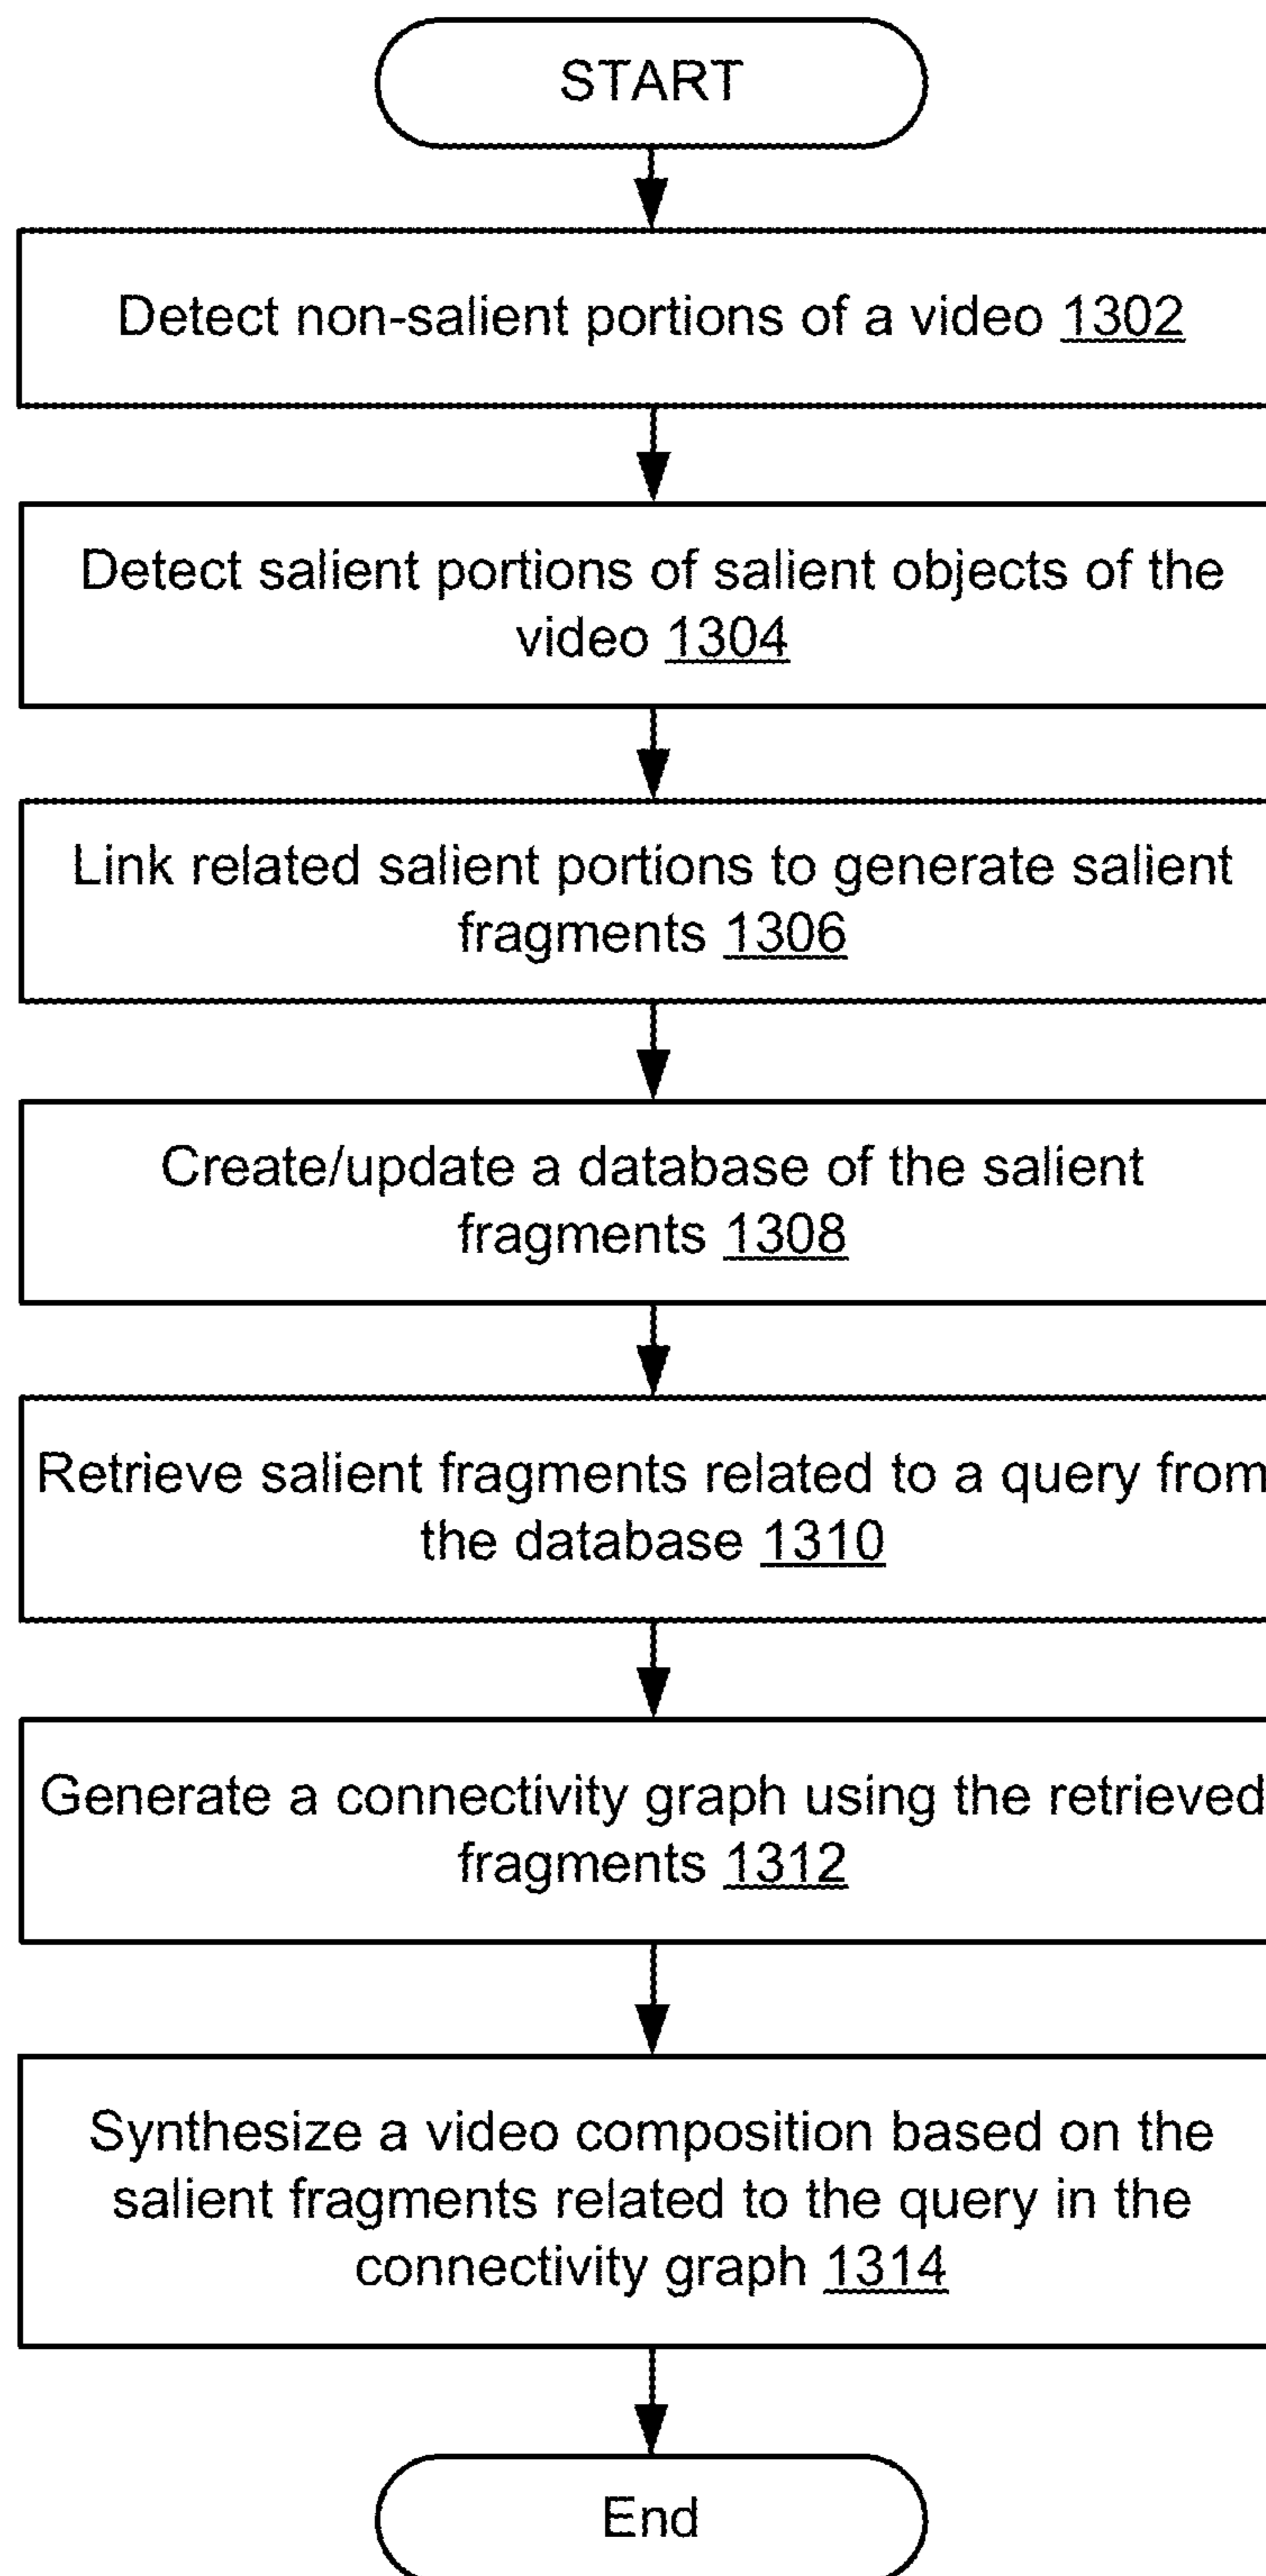 START
Detect non-salient portions of a video 1302
Detect salient portions of salient objects of the
video 1304
Link related salient portions to generate salient
fragments 1306
Create/update a database of the salient
fragments 1308
Retrieve salient fragments related to a query from
the database 1310
Generate a connectivity graph using the retrieved
fragments 1312
Synthesize a video composition based on the
salient fragments related to the query in the
connectivity graph 1314
End